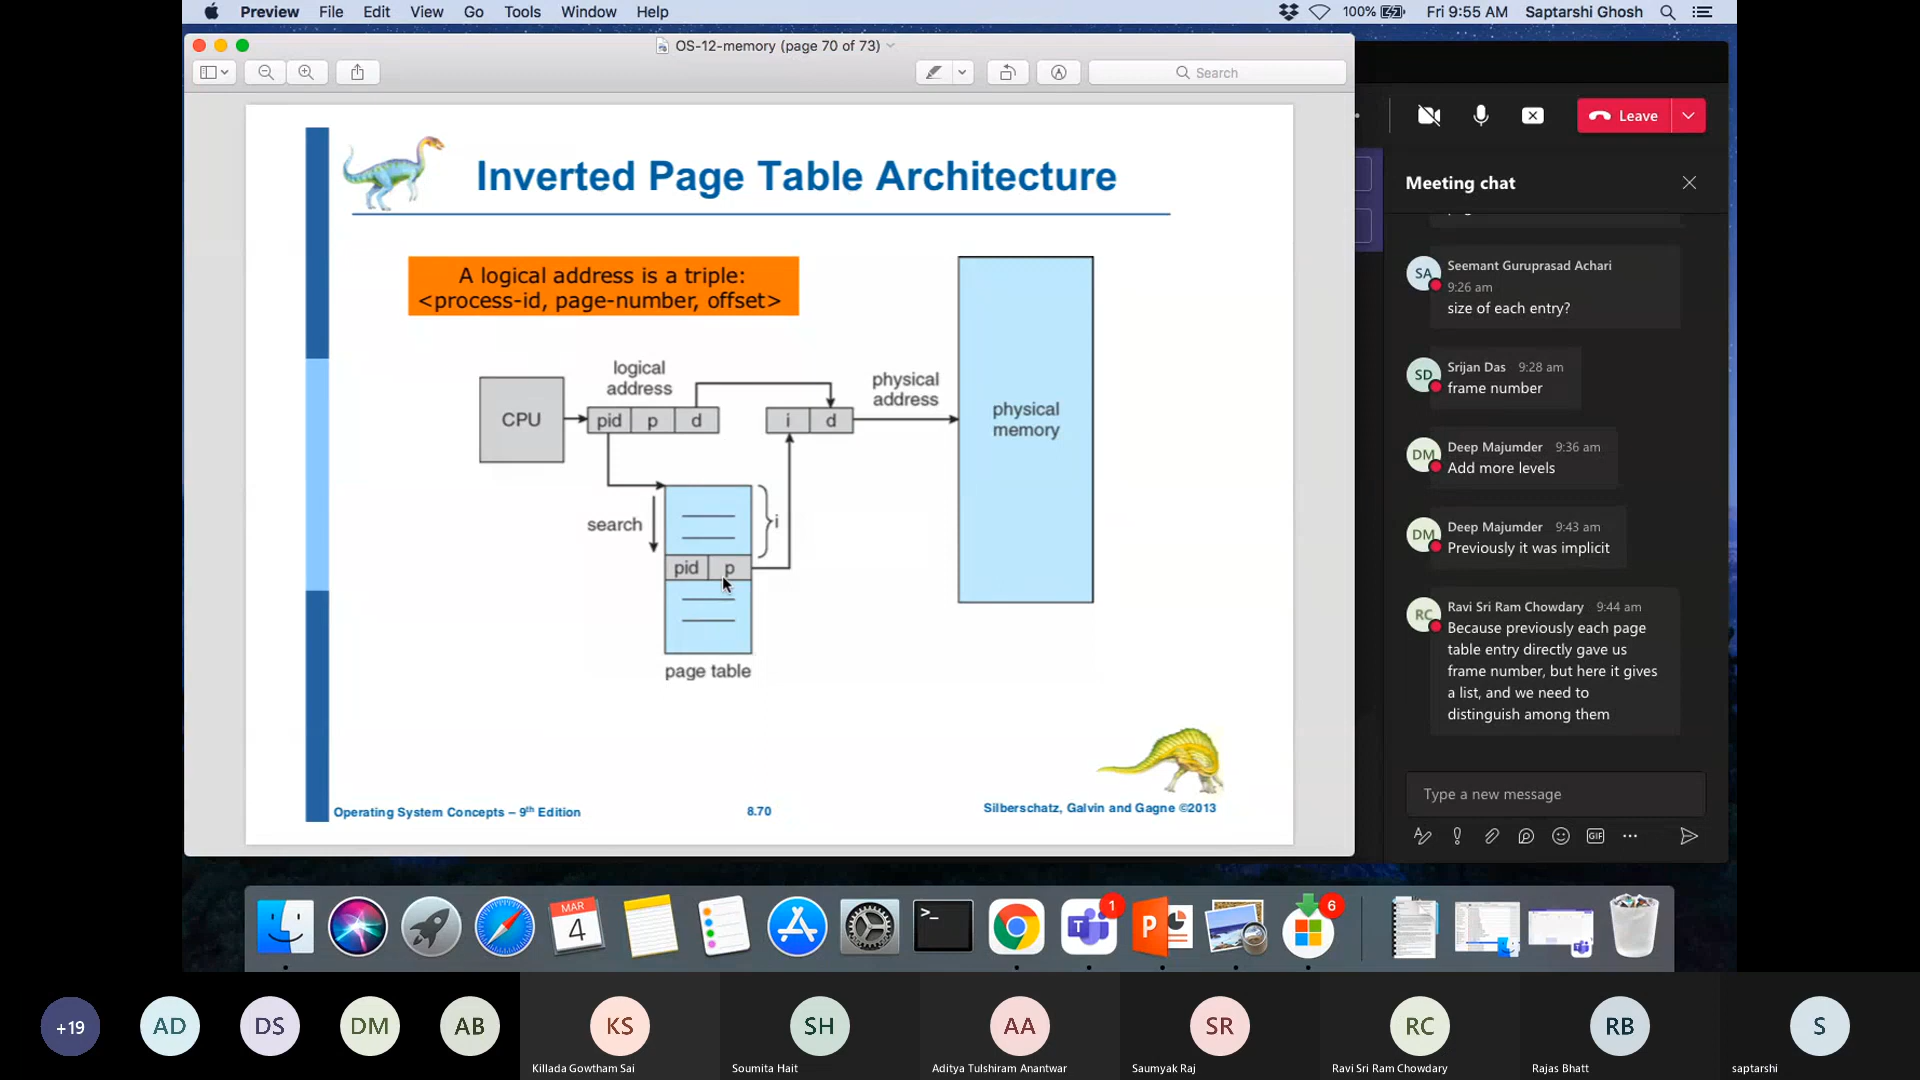 Preview File Edit View Go Tools Window Help
100% Fri 9:55 AM Saptarshi Ghosh
OS-12-memory (page 70 of 73)
Search
Inverted Page Table Architecture
A logical address is a triple:
<process-id, page-number, offset>
logical
address
CPU
pid p d
i d
physical
address
physical
memory
search
i
pid p
page table
Operating System Concepts – 9th Edition
8.70
Silberschatz, Galvin and Gagne ©2013
Leave
Meeting chat
SA
Seemant Guruprasad Achari
9:26 am
size of each entry?
SD
Srijan Das 9:28 am
frame number
DM
Deep Majumder 9:36 am
Add more levels
DM
Deep Majumder 9:43 am
Previously it was implicit
RC
Ravi Sri Ram Chowdary 9:44 am
Because previously each page
table entry directly gave us
frame number, but here it gives
a list, and we need to
distinguish among them
Type a new message
GIF
MAR
4
>_
1
T
P
6
+19
AD
DS
DM
AB
KS
Killada Gowtham Sai
SH
Soumita Hait
AA
Aditya Tulshiram Anantwar
SR
Saumyak Raj
RC
Ravi Sri Ram Chowdary
RB
Rajas Bhatt
S
saptarshi